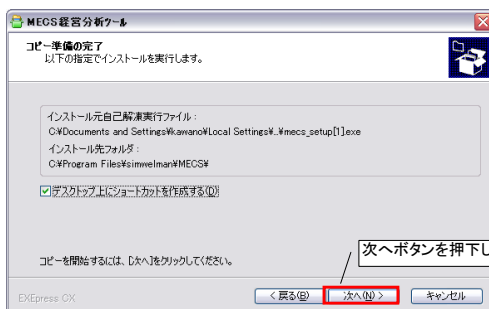 MECS経営分析ツール
コピー準備の完了
以下の指定でインストールを実行します。
インストール元自己解凍実行ファイル：
C:¥Documents and Settings¥kawano¥Local Settings¥..¥mecs_setup[1].exe
インストール先フォルダ：
C:¥Program Files¥simwelman¥MECS¥
デスクトップ上にショートカットを作成する(D)
次へボタンを押下し
コピーを開始するには、[次へ]をクリックしてください。
EXEpress CX
< 戻る(B) 次へ(N) > キャンセル